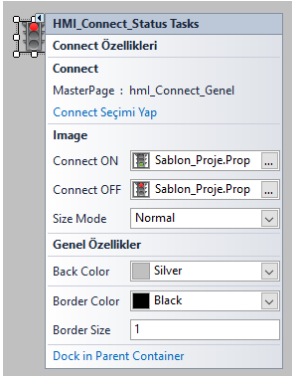 HMI_Connect_Status Tasks
Connect Özellikleri
Connect
MasterPage : hml_Connect_Genel
Connect Seçimi Yap
Image
Connect ON Sablon_Proje.Prop ...
Connect OFF Sablon_Proje.Prop ...
Size Mode Normal
Genel Özellikler
Back Color Silver
Border Color Black
Border Size 1
Dock in Parent Container